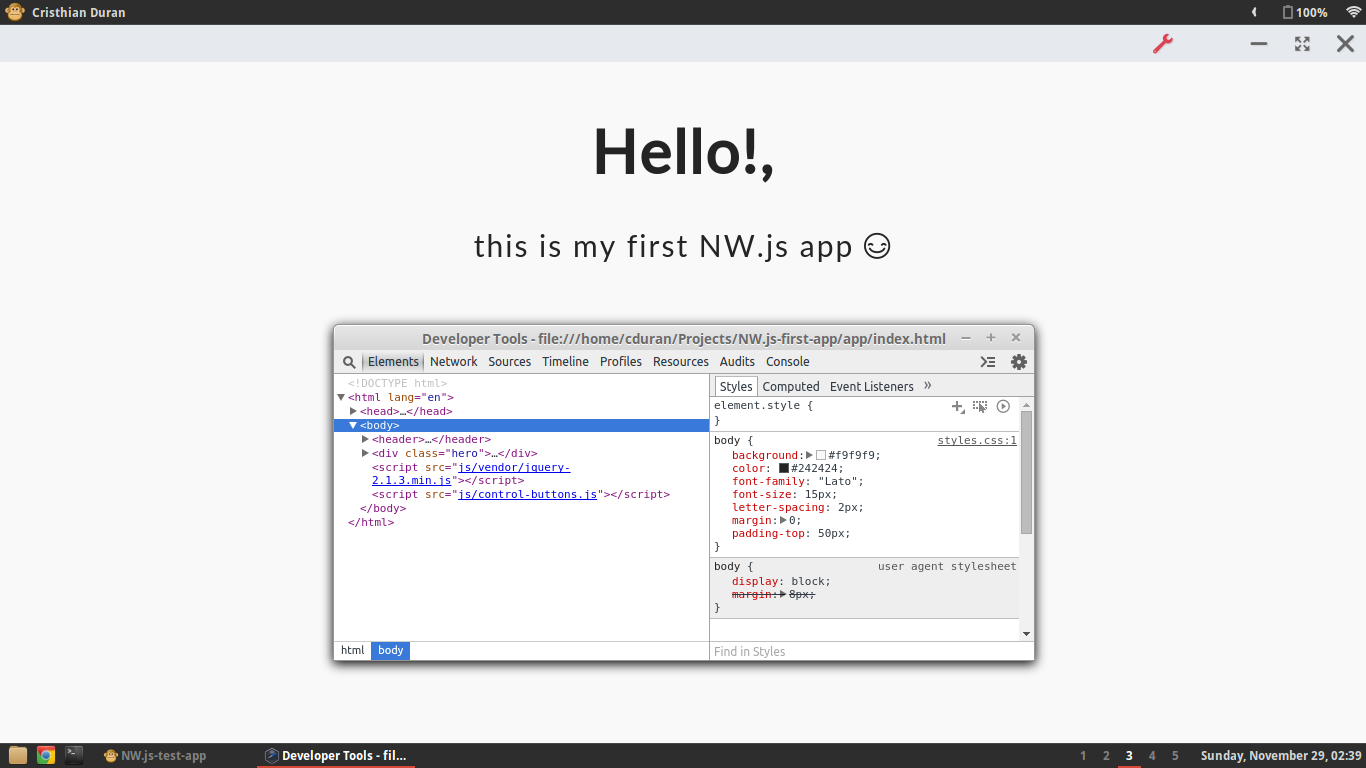 Cristhian Duran
100%
Hello!,
this is my first NW.js app 😊
Developer Tools - file:///home/cduran/Projects/NW.js-first-app/app/index.html
Elements Network Sources Timeline Profiles Resources Audits Console
<!DOCTYPE html>
<html lang="en">
<head>…</head>
<body>
<header>…</header>
<div class="hero">…</div>
<script src="js/vendor/jquery-
2.1.3.min.js"></script>
<script src="js/control-buttons.js"></script>
</body>
</html>
html body
Styles Computed Event Listeners »
element.style {
}
body { styles.css:1
background: #f9f9f9;
color: #242424;
font-family: "Lato";
font-size: 15px;
letter-spacing: 2px;
margin: 0;
padding-top: 50px;
}
body { user agent stylesheet
display: block;
margin: 8px;
}
Find in Styles
NW.js-test-app
Developer Tools - fil...
1 2 3 4 5
Sunday, November 29, 02:39